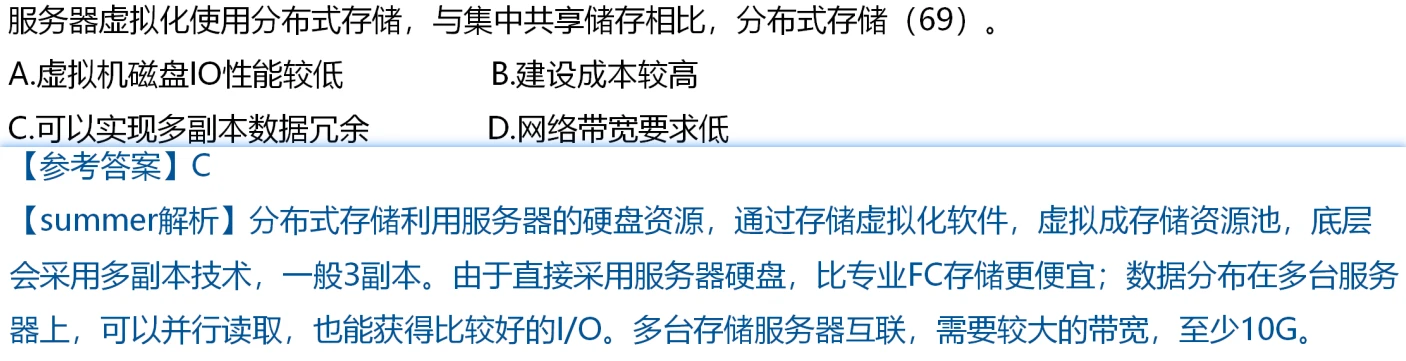 服务器虚拟化使用分布式存储，与集中共享储存相比，分布式存储（69）。
A.虚拟机磁盘IO性能较低 B.建设成本较高
C.可以实现多副本数据冗余 D.网络带宽要求低
【参考答案】C
【summer解析】分布式存储利用服务器的硬盘资源，通过存储虚拟化软件，虚拟成存储资源池，底层
会采用多副本技术，一般3副本。由于直接采用服务器硬盘，比专业FC存储更便宜；数据分布在多台服务
器上，可以并行读取，也能获得比较好的I/O。多台存储服务器互联，需要较大的带宽，至少10G。